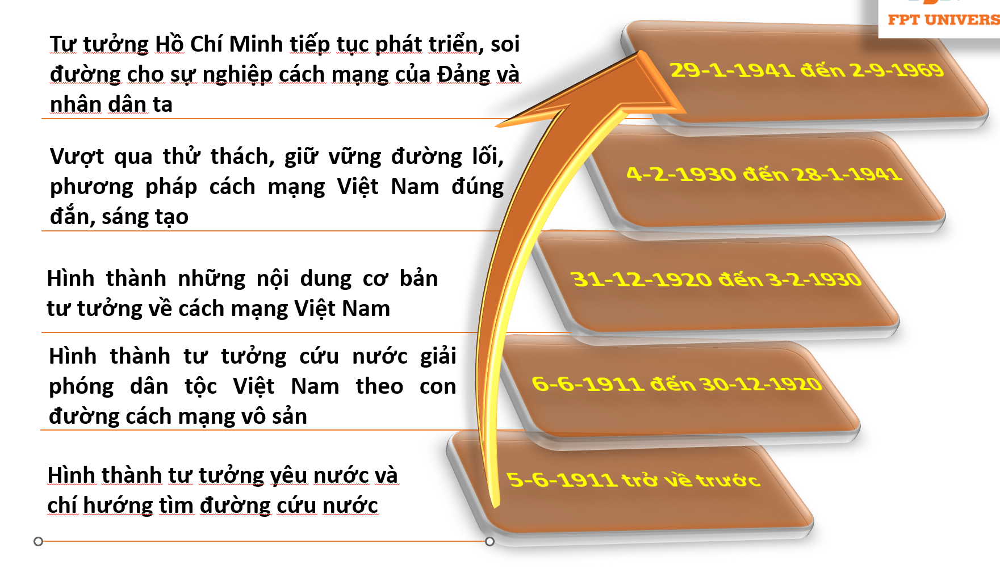 FPT UNIVERS
Tư tưởng Hồ Chí Minh tiếp tục phát triển, soi
đường cho sự nghiệp cách mạng của Đảng và
nhân dân ta
29-1-1941 đến 2-9-1969
Vượt qua thử thách, giữ vững đường lối,
phương pháp cách mạng Việt Nam đúng
đắn, sáng tạo
4-2-1930 đến 28-1-1941
Hình thành những nội dung cơ bản
tư tưởng về cách mạng Việt Nam
31-12-1920 đến 3-2-1930
Hình thành tư tưởng cứu nước giải
phóng dân tộc Việt Nam theo con
đường cách mạng vô sản
6-6-1911 đến 30-12-1920
Hình thành tư tưởng yêu nước và
chí hướng tìm đường cứu nước
5-6-1911 trở về trước